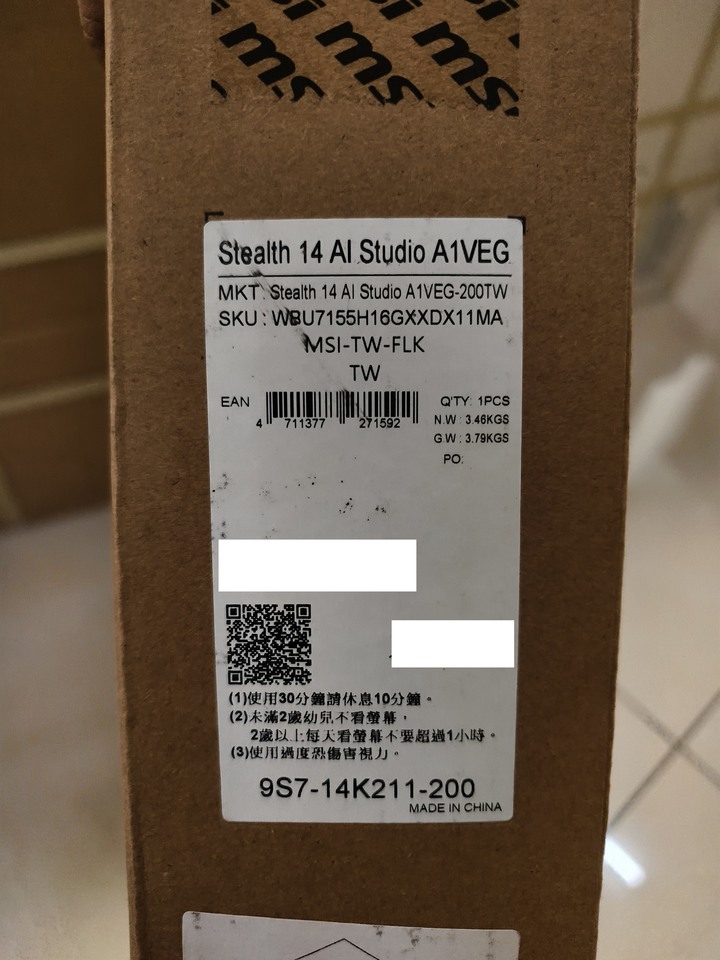 msi msi msi
Stealth 14 AI Studio A1VEG
MKT : Stealth 14 AI Studio A1VEG-200TW
SKU : WBU7155H16GXXDX11MA
MSI-TW-FLK
TW
EAN
4 711377 271592
Q'TY: 1PCS
N.W : 3.46KGS
G.W : 3.79KGS
PO:
(1)使用30分鐘請休息10分鐘。
(2)未滿2歲幼兒不看螢幕，
2歲以上每天看螢幕不要超過1小時。
(3)使用過度恐傷害視力。
9S7-14K211-200
MADE IN CHINA